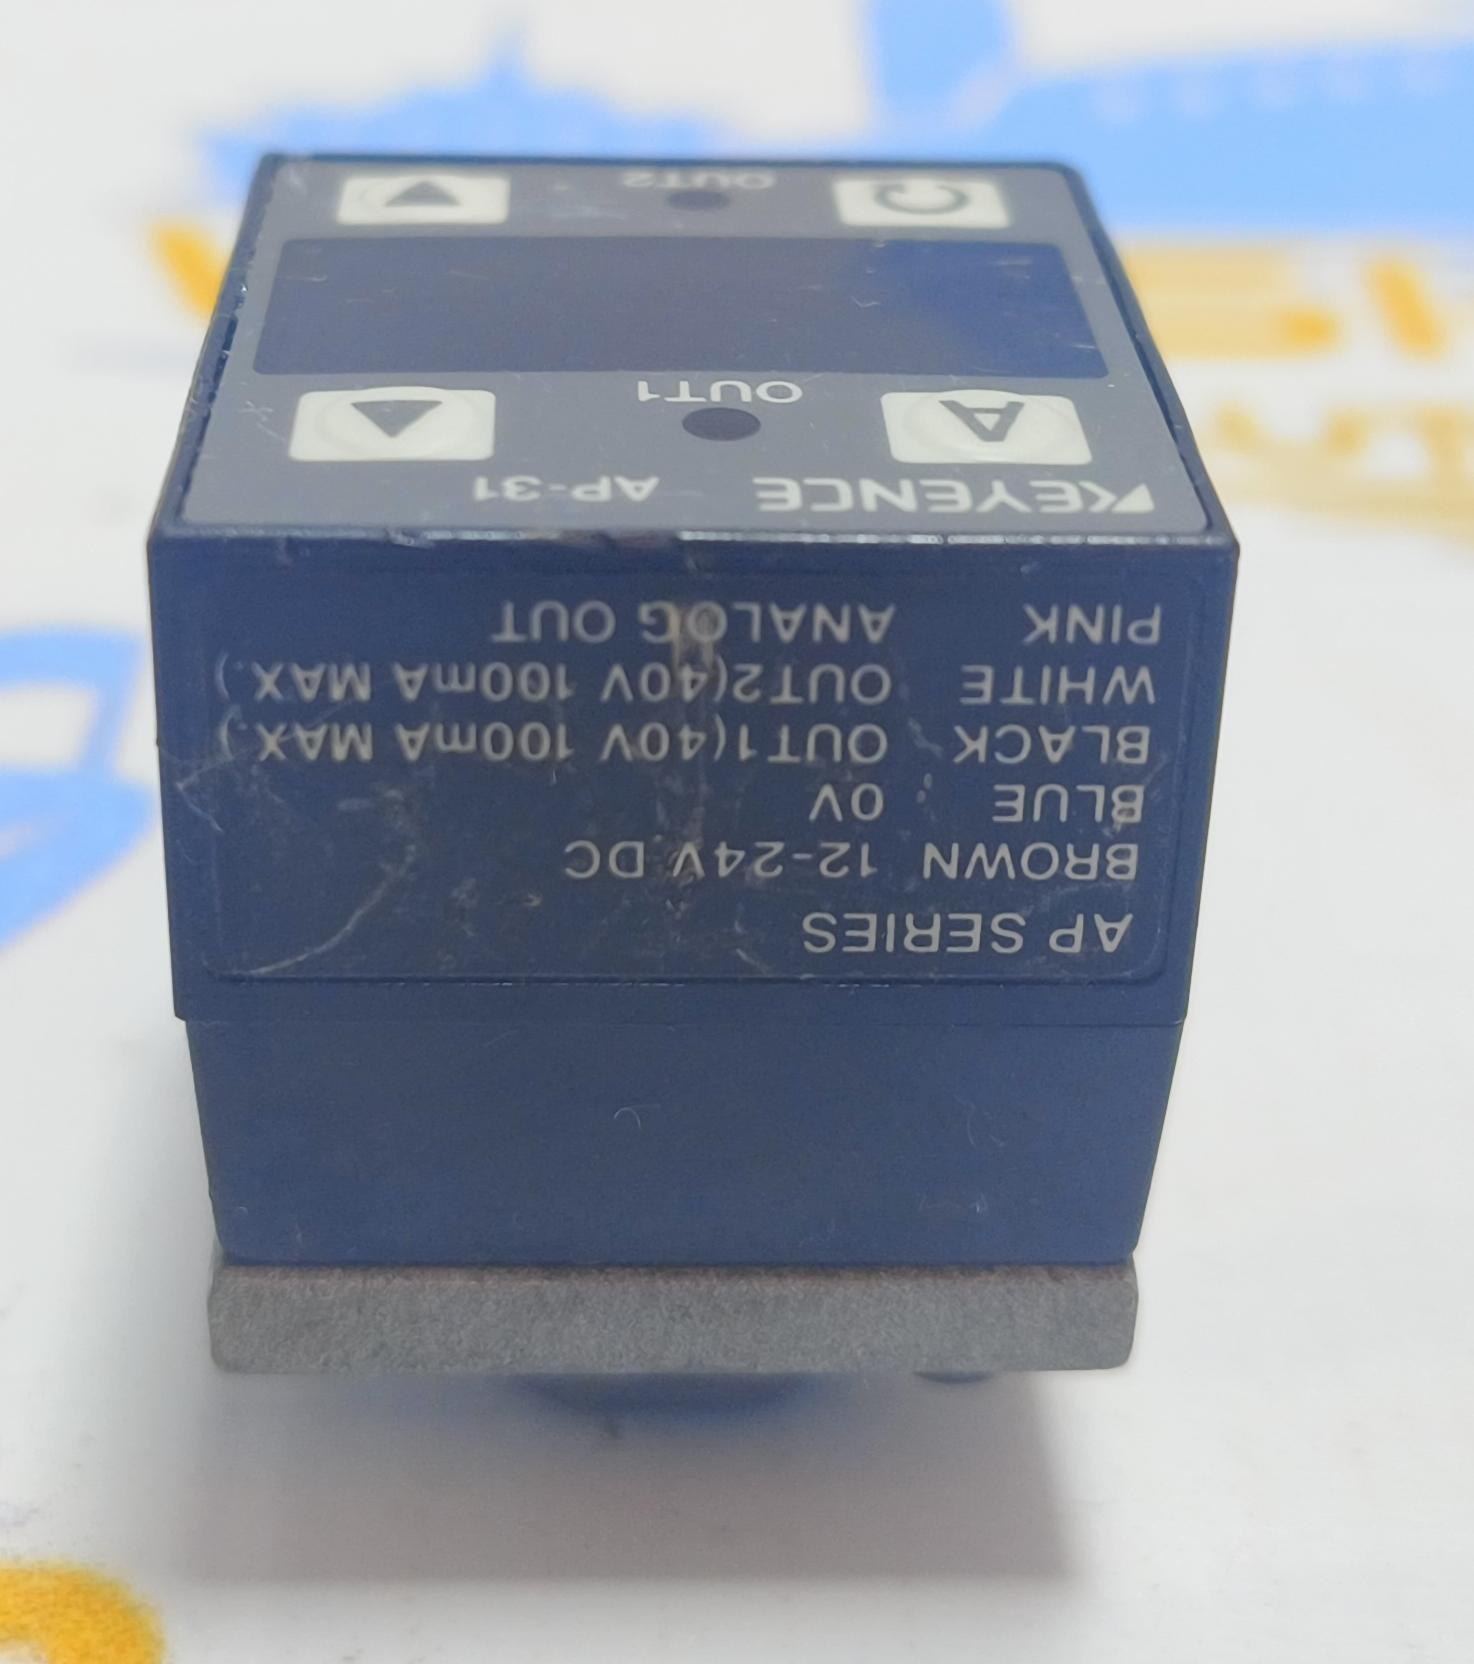 AP SERIES
BROWN 12-24V DC
BLUE 0V
BLACK OUT1(40V 100mA MAX.)
WHITE OUT2(40V 100mA MAX.)
PINK ANALOG OUT
KEYENCE AP-31
A OUT1
OUT2